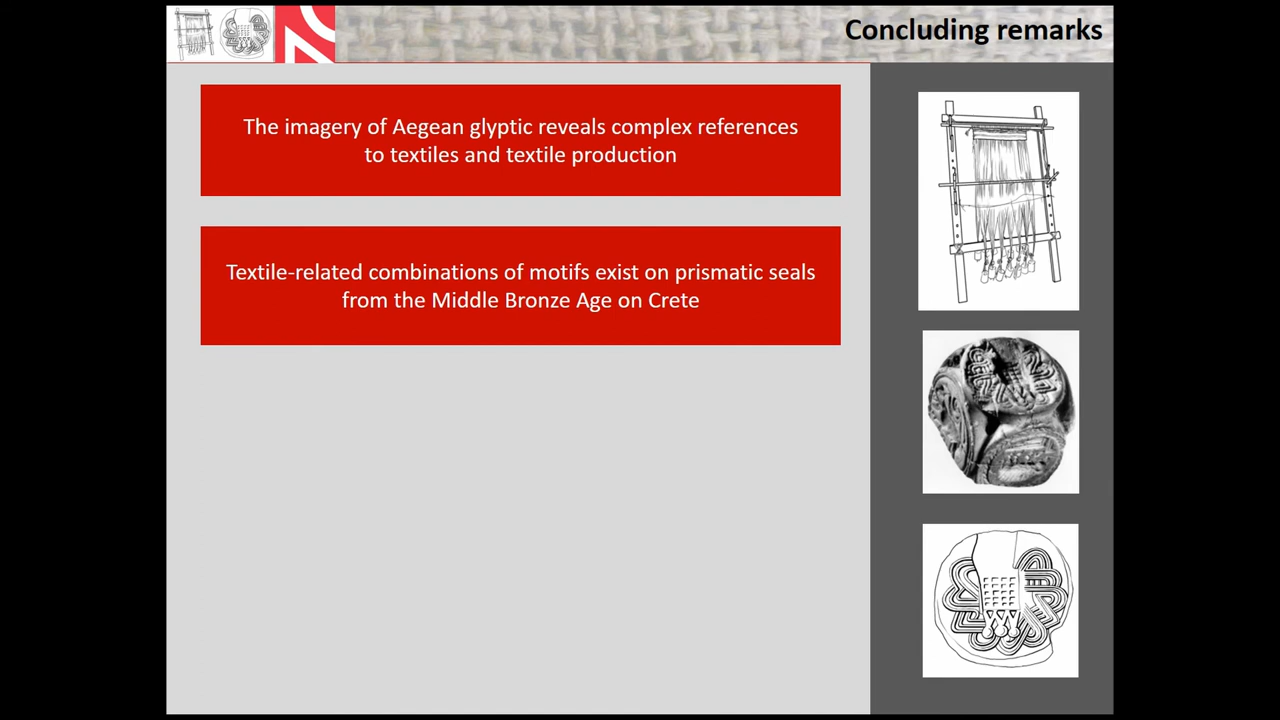 Concluding remarks
The imagery of Aegean glyptic reveals complex references
to textiles and textile production
Textile-related combinations of motifs exist on prismatic seals
from the Middle Bronze Age on Crete